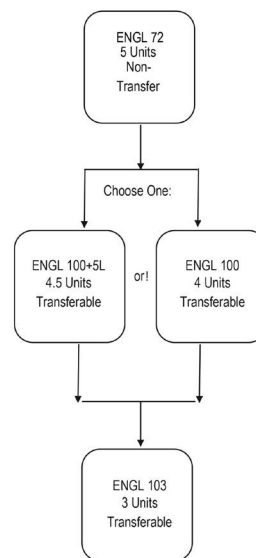 ENGL 72
5 Units
Non-
Transfer
Choose One:
ENGL 100+5L
4.5 Units
Transferable
or!
ENGL 100
4 Units
Transferable
ENGL 103
3 Units
Transferable